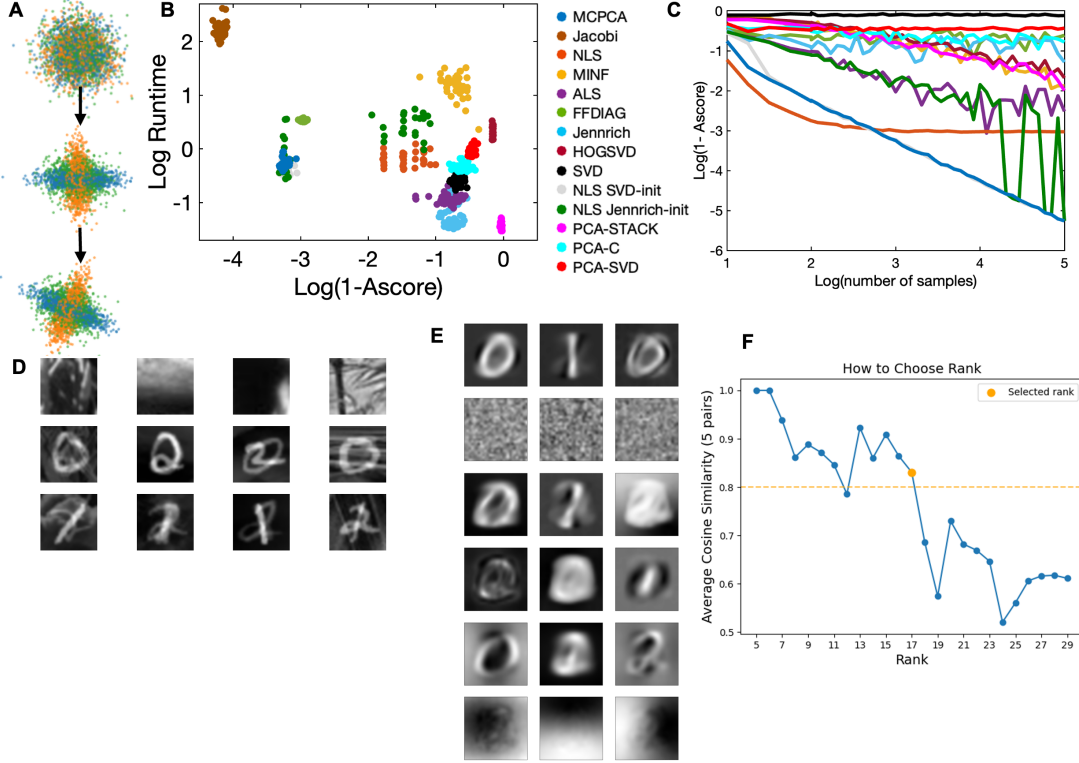 A
B
Log Runtime
2
1
0
-1
-4
-3
-2
-1
0
Log(1-Ascore)
MCPCA
Jacobi
NLS
MINF
ALS
FFDIAG
Jennrich
HOGSVD
SVD
NLS SVD-init
NLS Jennrich-init
PCA-STACK
PCA-C
PCA-SVD
C
Log(1- Ascore)
0
-1
-2
-3
-4
-5
-6
1
2
3
4
5
Log(number of samples)
D
E
F
How to Choose Rank
Selected rank
Average Cosine Similarity (5 pairs)
1.0
0.9
0.8
0.7
0.6
0.5
5
7
9
11
13
15
17
19
21
23
25
27
29
Rank